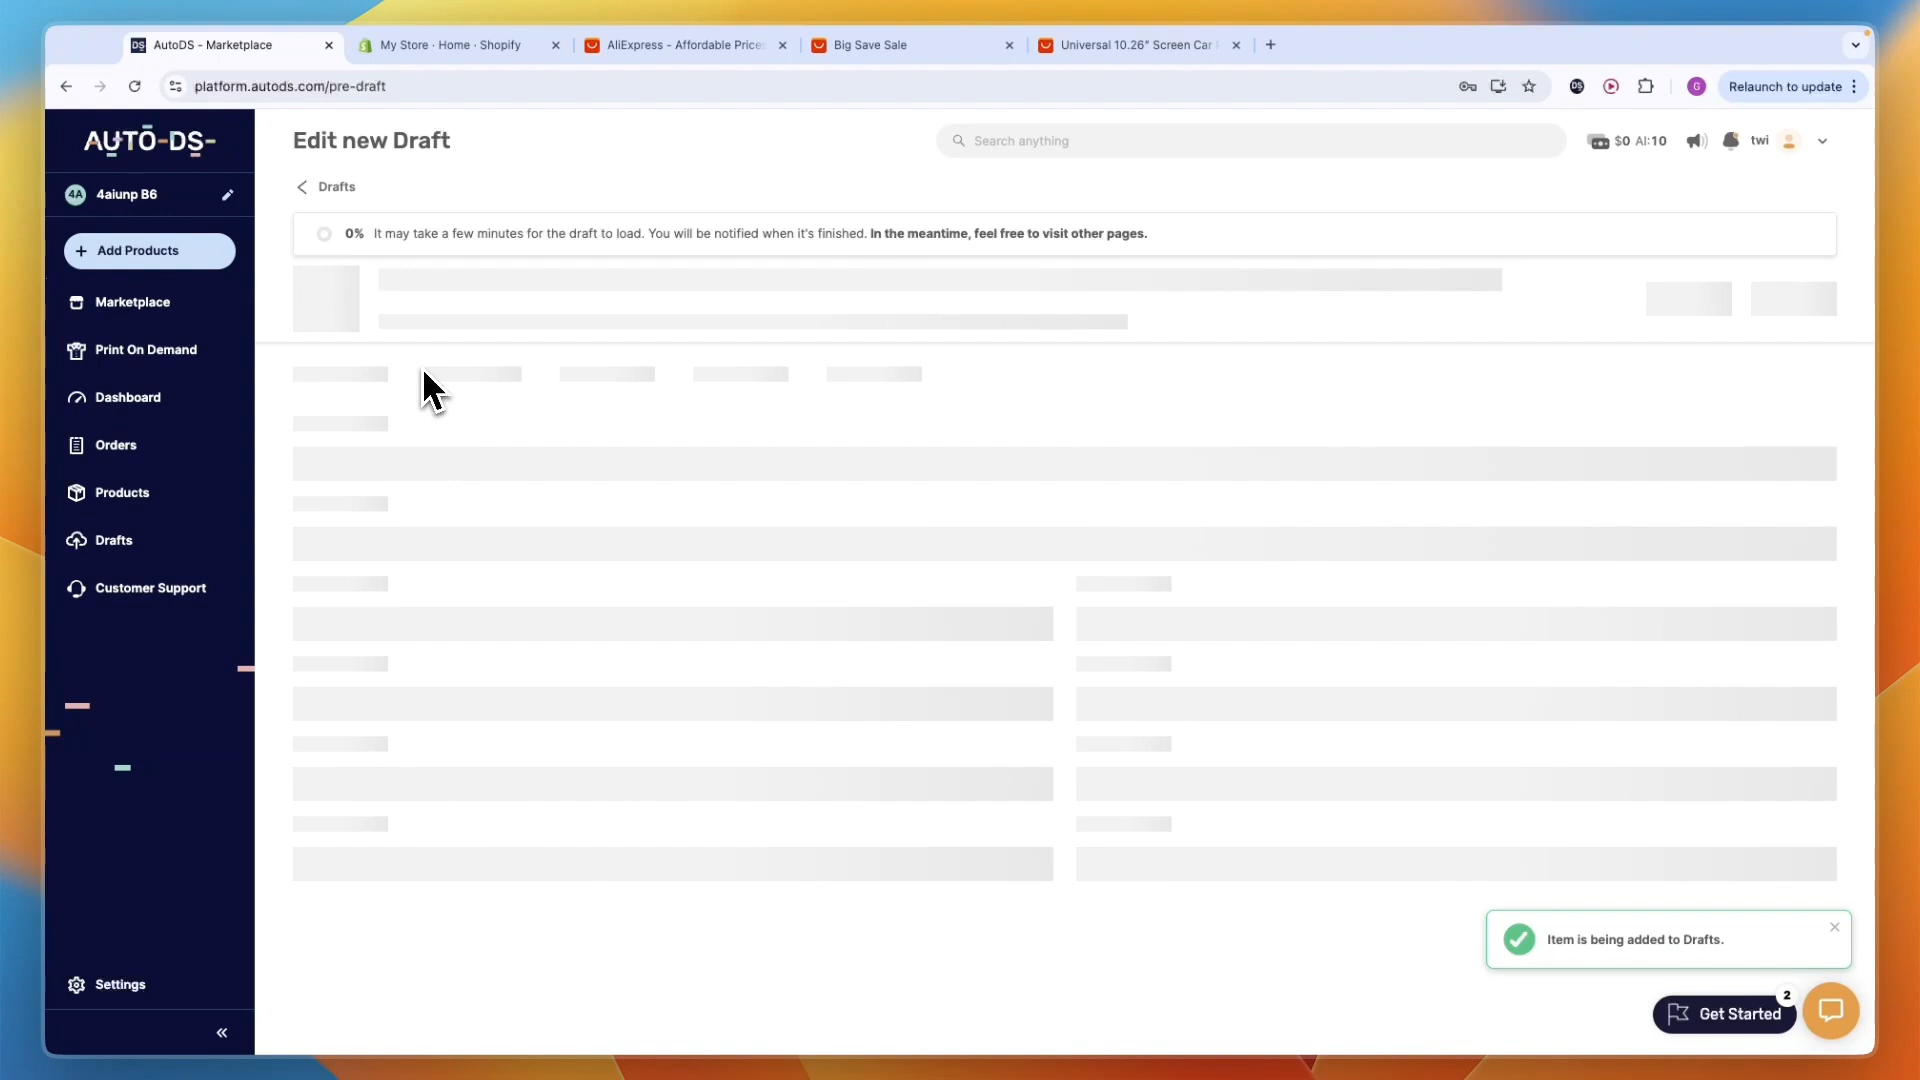 AutoDS - Marketplace
My Store · Home · Shopify
AliExpress - Affordable Price
Big Save Sale
Universal 10.26" Screen Car
platform.autods.com/pre-draft
Relaunch to update
G
DS
AUTO-DS-
Edit new Draft
Search anything
$0 AI:10
twi
4A
4aiunp B6
Drafts
0% It may take a few minutes for the draft to load. You will be notified when it's finished. In the meantime, feel free to visit other pages.
+ Add Products
Marketplace
Print On Demand
Dashboard
Orders
Products
Drafts
Customer Support
Item is being added to Drafts.
Settings
2
Get Started